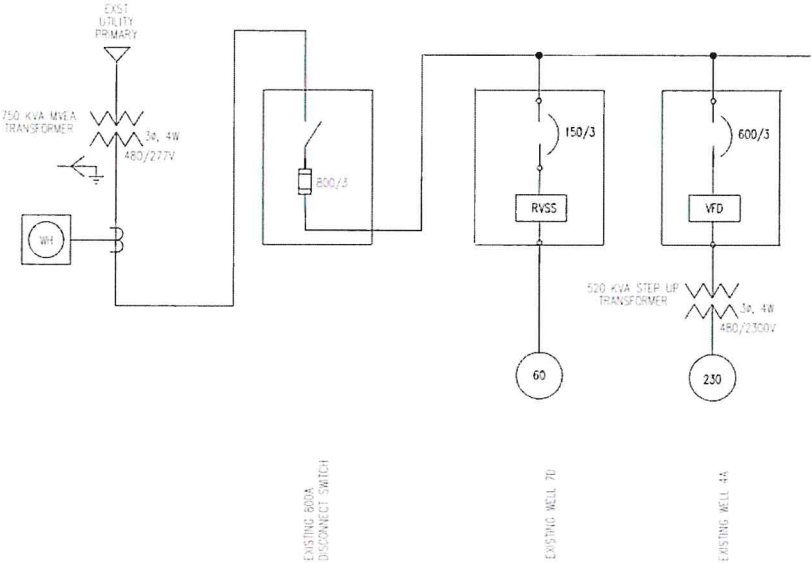 EXST
UTILITY
PRIMARY
750 KVA MVEA
TRANSFORMER
3ø, 4W
480/277V
WH
800/3
150/3
RVSS
600/3
VFD
520 KVA STEP UP
TRANSFORMER
3ø, 4W
480/2300V
60
230
EXISTING 800A
DISCONNECT SWITCH
EXISTING WELL 7D
EXISTING WELL 4A